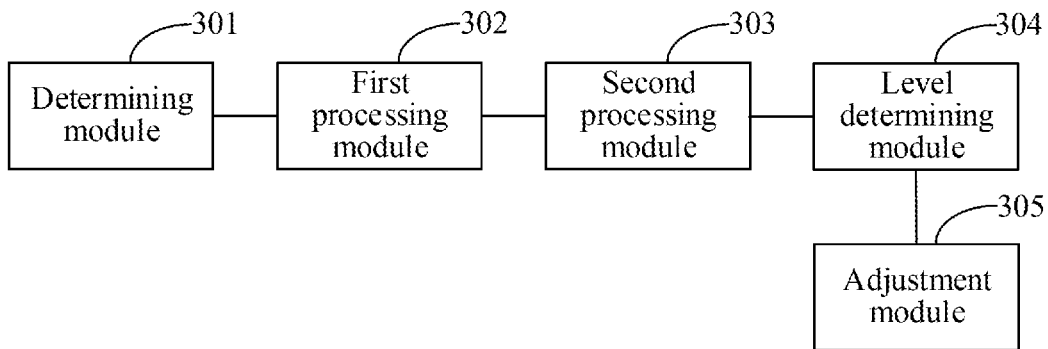 301
302
303
304
Determining
module
First
processing
module
Second
processing
module
Level
determining
module
305
Adjustment
module